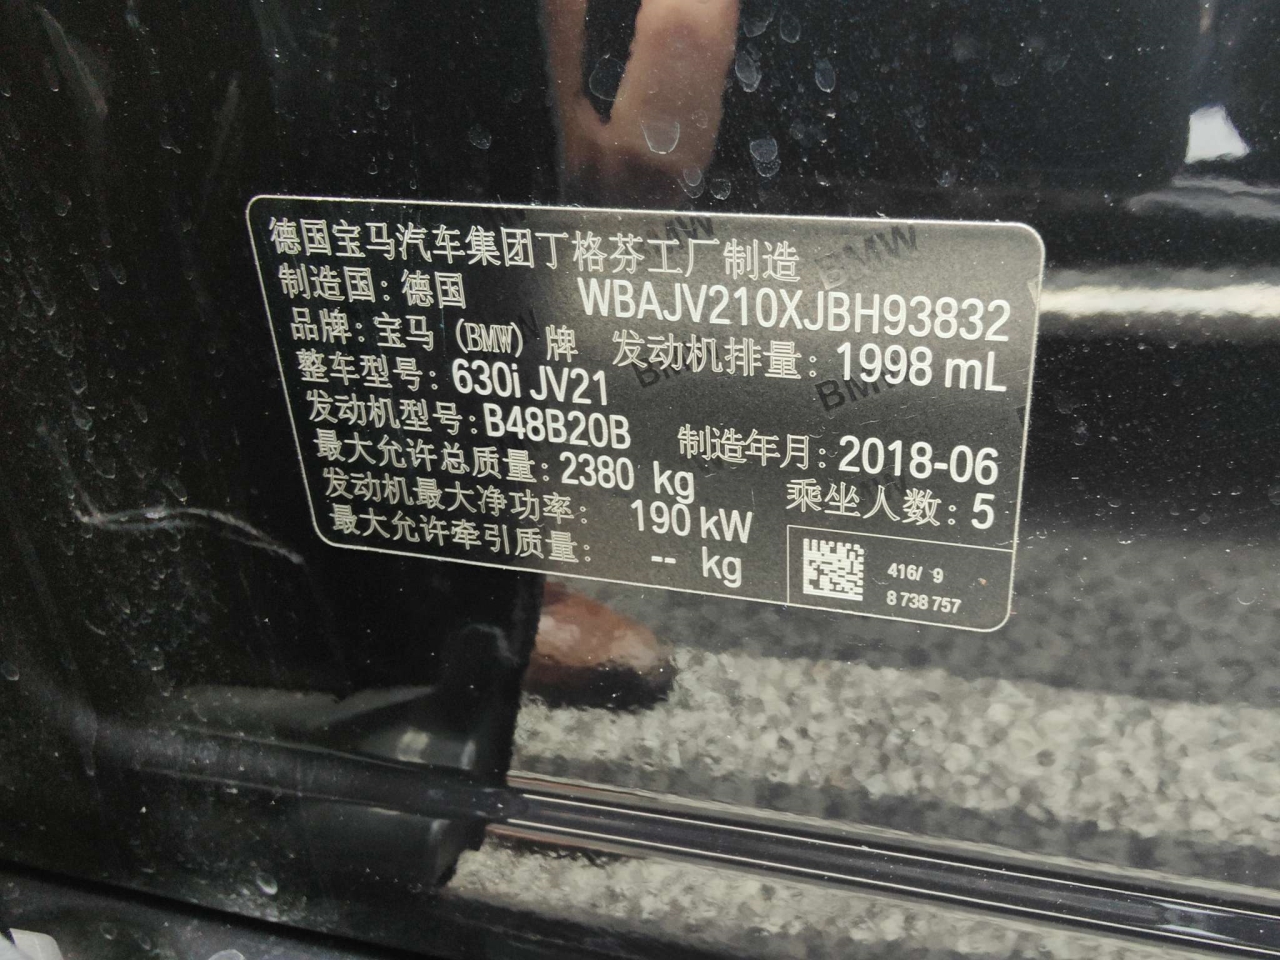 德国宝马汽车集团丁格芬工厂制造
制造国：德国 WBAJV210XJBH93832
品牌：宝马（BMW）牌 发动机排量：1998 mL
整车型号：630i JV21
发动机型号：B48B20B 制造年月：2018-06
最大允许总质量：2380 kg 乘坐人数：5
发动机最大净功率：190 kW
最大允许牵引质量：-- kg
416/ 9
8 738 757